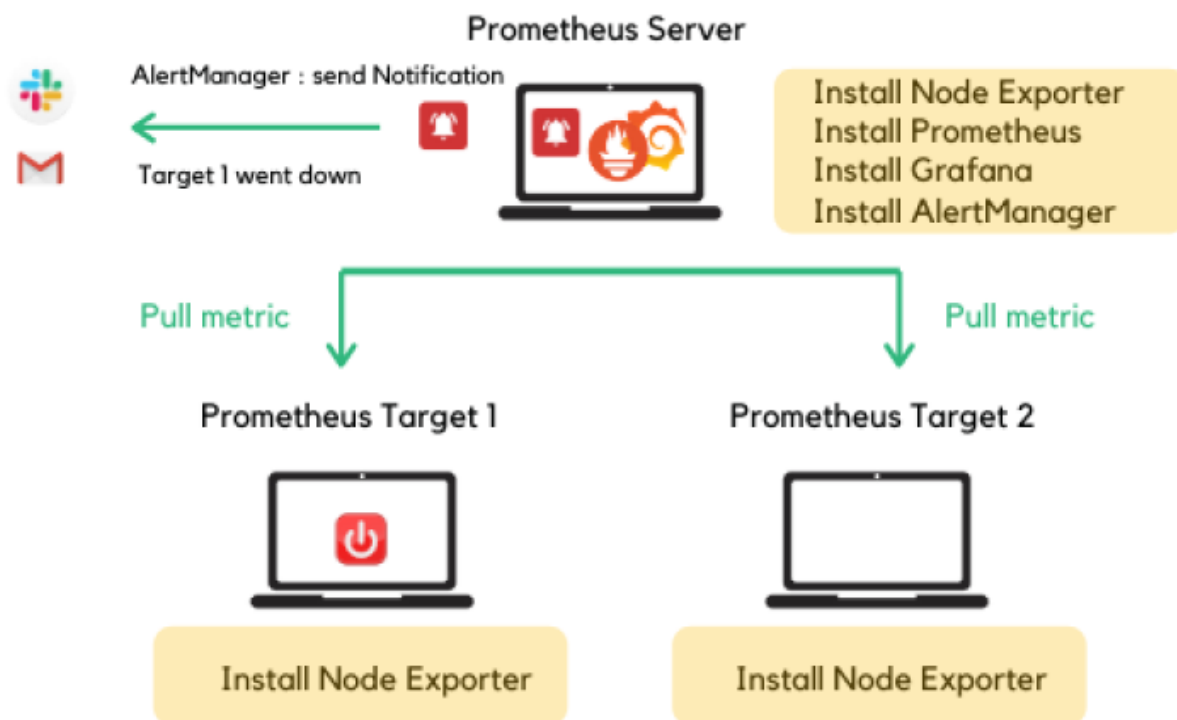 Prometheus Server
AlertManager : send Notification
Target 1 went down
Install Node Exporter
Install Prometheus
Install Grafana
Install AlertManager
Pull metric
Pull metric
Prometheus Target 1
Prometheus Target 2
Install Node Exporter
Install Node Exporter